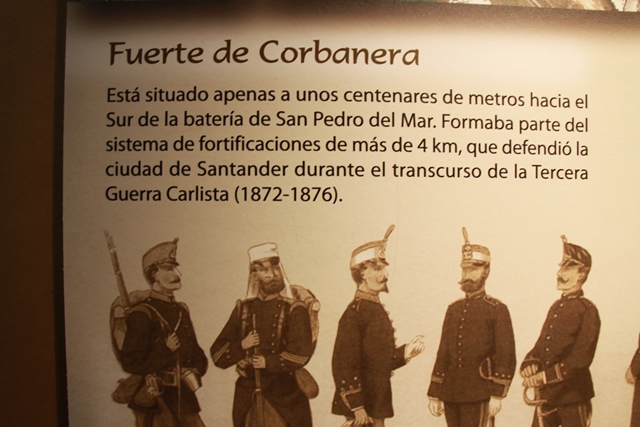 Fuerte de Corbanera
Está situado apenas a unos centenares de metros hacia el
Sur de la batería de San Pedro del Mar. Formaba parte del
sistema de fortificaciones de más de 4 km, que defendió la
ciudad de Santander durante el transcurso de la Tercera
Guerra Carlista (1872-1876).